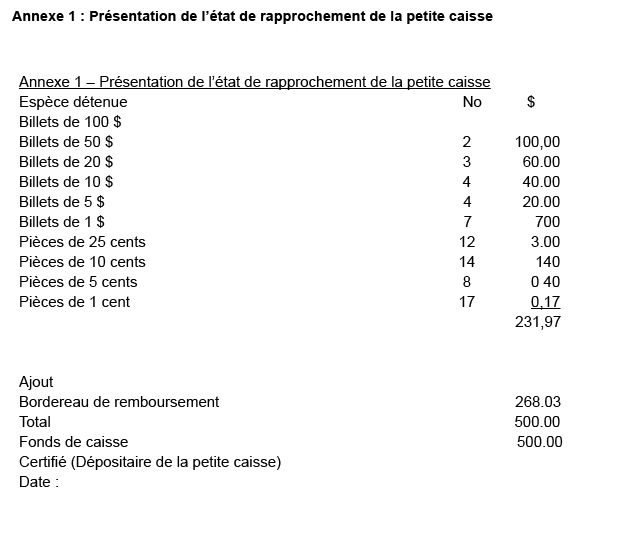 Annexe 1 : Présentation de l’état de rapprochement de la petite caisse
Annexe 1 – Présentation de l’état de rapprochement de la petite caisse
Espèce détenue No $
Billets de 100 $
Billets de 50 $ 2 100,00
Billets de 20 $ 3 60.00
Billets de 10 $ 4 40.00
Billets de 5 $ 4 20.00
Billets de 1 $ 7 700
Pièces de 25 cents 12 3.00
Pièces de 10 cents 14 140
Pièces de 5 cents 8 0 40
Pièces de 1 cent 17 0,17
231,97
Ajout
Bordereau de remboursement 268.03
Total 500.00
Fonds de caisse 500.00
Certifié (Dépositaire de la petite caisse)
Date :